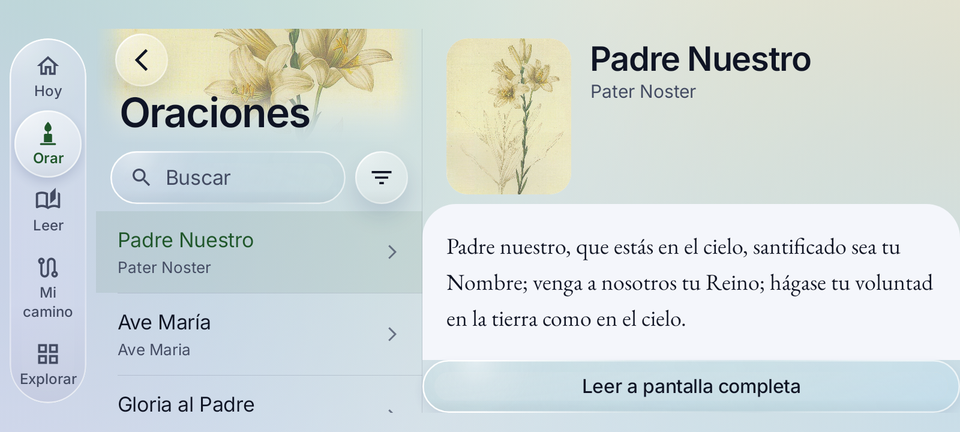 Hoy
Orar
Leer
Mi
camino
Explorar
Oraciones
Buscar
Padre Nuestro
Pater Noster
Ave María
Ave Maria
Gloria al Padre
Padre Nuestro
Pater Noster
Padre nuestro, que estás en el cielo, santificado sea tu
Nombre; venga a nosotros tu Reino; hágase tu voluntad
en la tierra como en el cielo.
Leer a pantalla completa